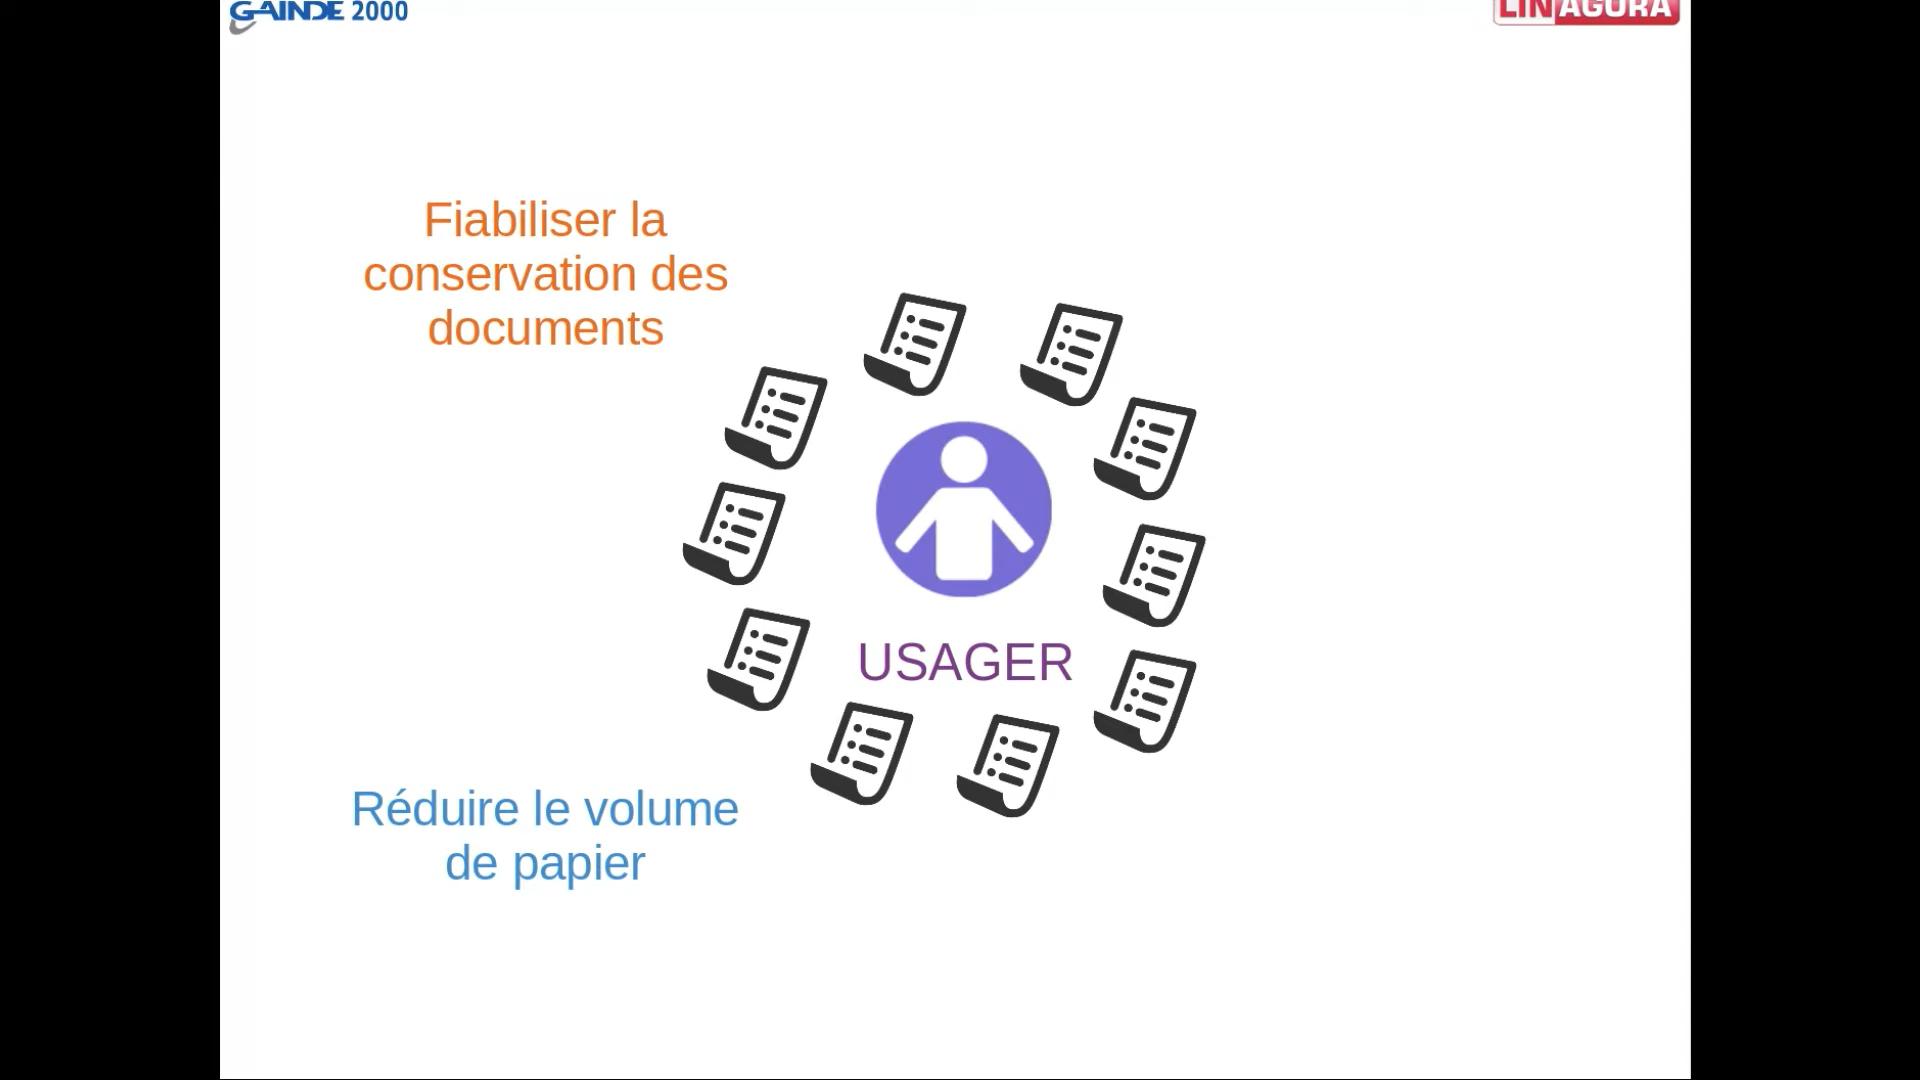 GAINDE 2000
LINAGORA
Fiabiliser la
conservation des
documents
USAGER
Réduire le volume
de papier